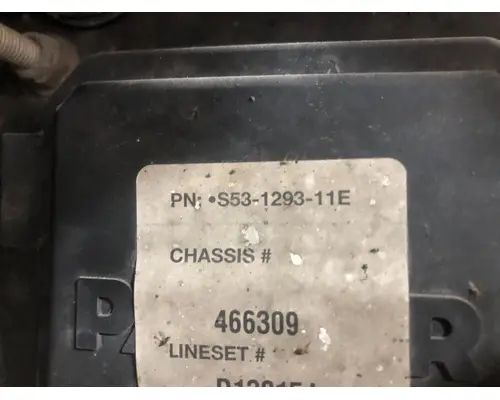 PN: •S53-1293-11E
CHASSIS #
466309
LINESET #